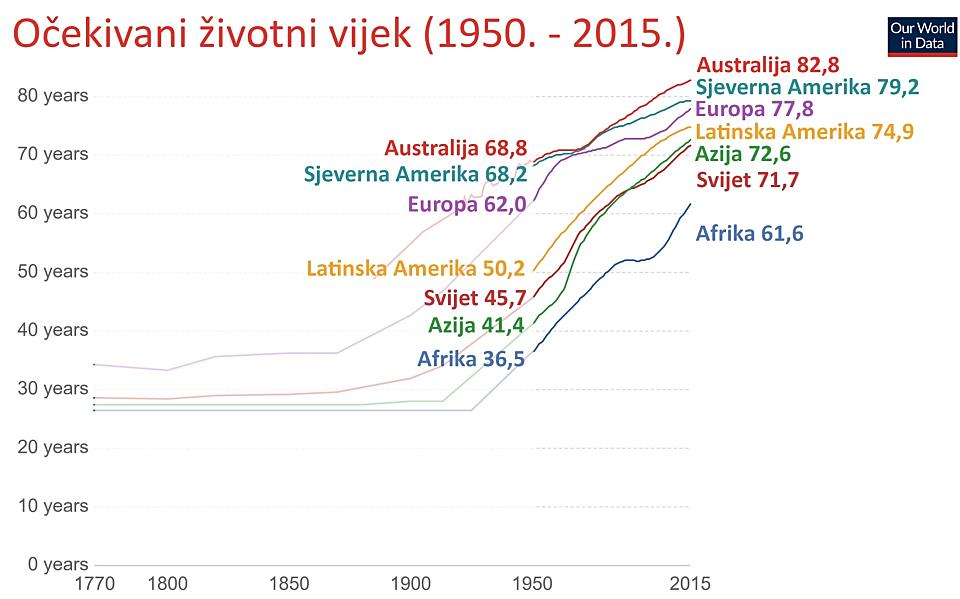 Očekivani životni vijek (1950. - 2015.)
Our World
in Data
Australija 82,8
Sjeverna Amerika 79,2
Europa 77,8
Latinska Amerika 74,9
Azija 72,6
Svijet 71,7
Afrika 61,6
Australija 68,8
Sjeverna Amerika 68,2
Europa 62,0
Latinska Amerika 50,2
Svijet 45,7
Azija 41,4
Afrika 36,5
80 years
70 years
60 years
50 years
40 years
30 years
20 years
10 years
0 years
1770 1800 1850 1900 1950 2015